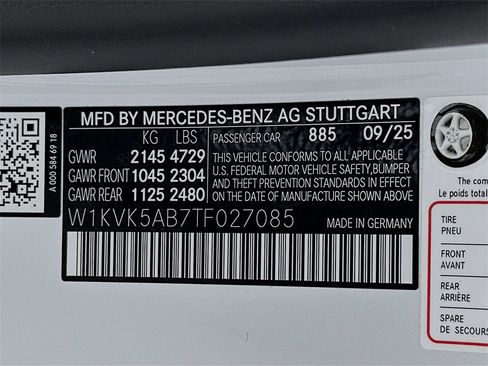 A 000 584 69 18
MFD BY MERCEDES-BENZ AG STUTTGART
KG LBS PASSENGER CAR 885 09/25
GVWR 2145 4729
GAWR FRONT 1045 2304
GAWR REAR 1125 2480
THIS VEHICLE CONFORMS TO ALL APPLICABLE
U.S. FEDERAL MOTOR VEHICLE SAFETY,BUMPER
AND THEFT PREVENTION STANDARDS IN EFFECT
ON THE DATE OF MANUFACTURE SHOWN ABOVE
W1KVK5AB7TF027085
MADE IN GERMANY
The com
Le poids total
TIRE
PNEU
FRONT
AVANT
REAR
ARRIÈRE
SPARE
DE SECOURS